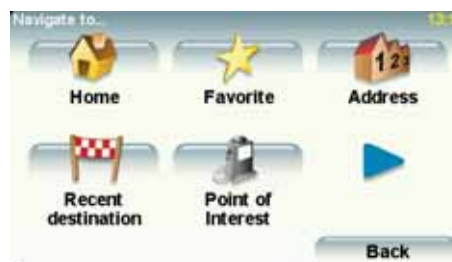 Navigate to...
Home Favorite Address
Recent destination
Point of Interest
Back